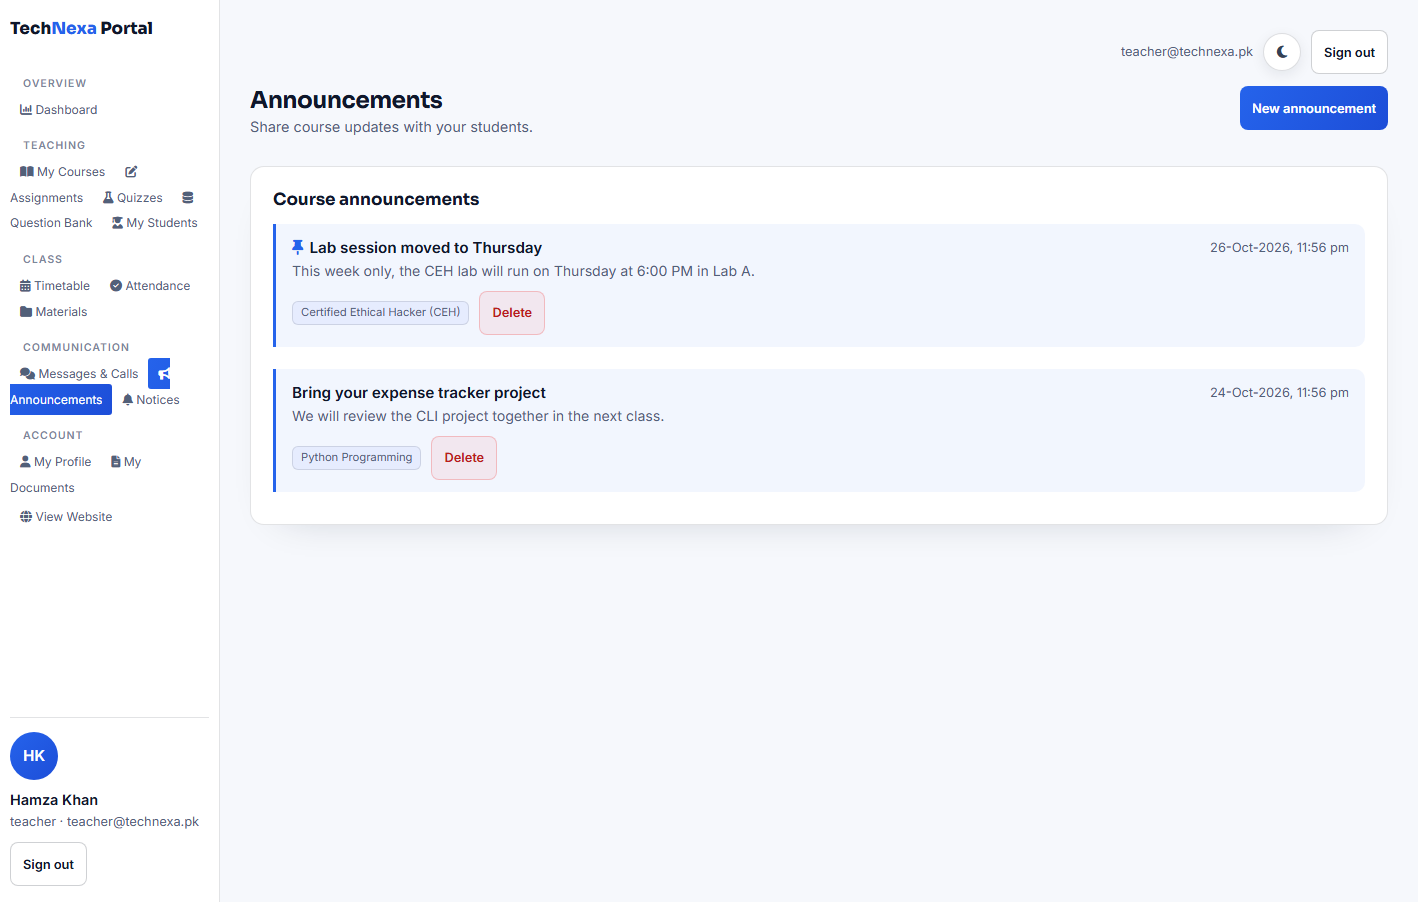 TechNexa Portal
OVERVIEW
Dashboard
TEACHING
My Courses
Assignments Quizzes
Question Bank My Students
CLASS
Timetable Attendance
Materials
COMMUNICATION
Messages & Calls
Announcements Notices
ACCOUNT
My Profile My
Documents
View Website
HK
Hamza Khan
teacher · teacher@technexa.pk
Sign out
teacher@technexa.pk Sign out
Announcements
Share course updates with your students.
New announcement
Course announcements
Lab session moved to Thursday 26-Oct-2026, 11:56 pm
This week only, the CEH lab will run on Thursday at 6:00 PM in Lab A.
Certified Ethical Hacker (CEH) Delete
Bring your expense tracker project 24-Oct-2026, 11:56 pm
We will review the CLI project together in the next class.
Python Programming Delete